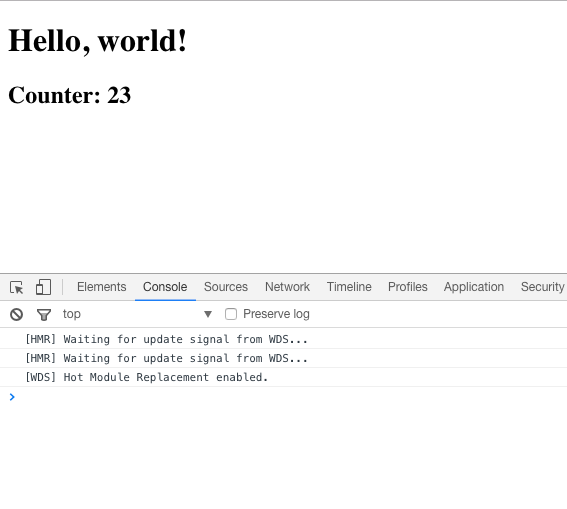 Hello, world!
Counter: 23
Elements Console Sources Network Timeline Profiles Application Security
top Preserve log
[HMR] Waiting for update signal from WDS...
[HMR] Waiting for update signal from WDS...
[WDS] Hot Module Replacement enabled.